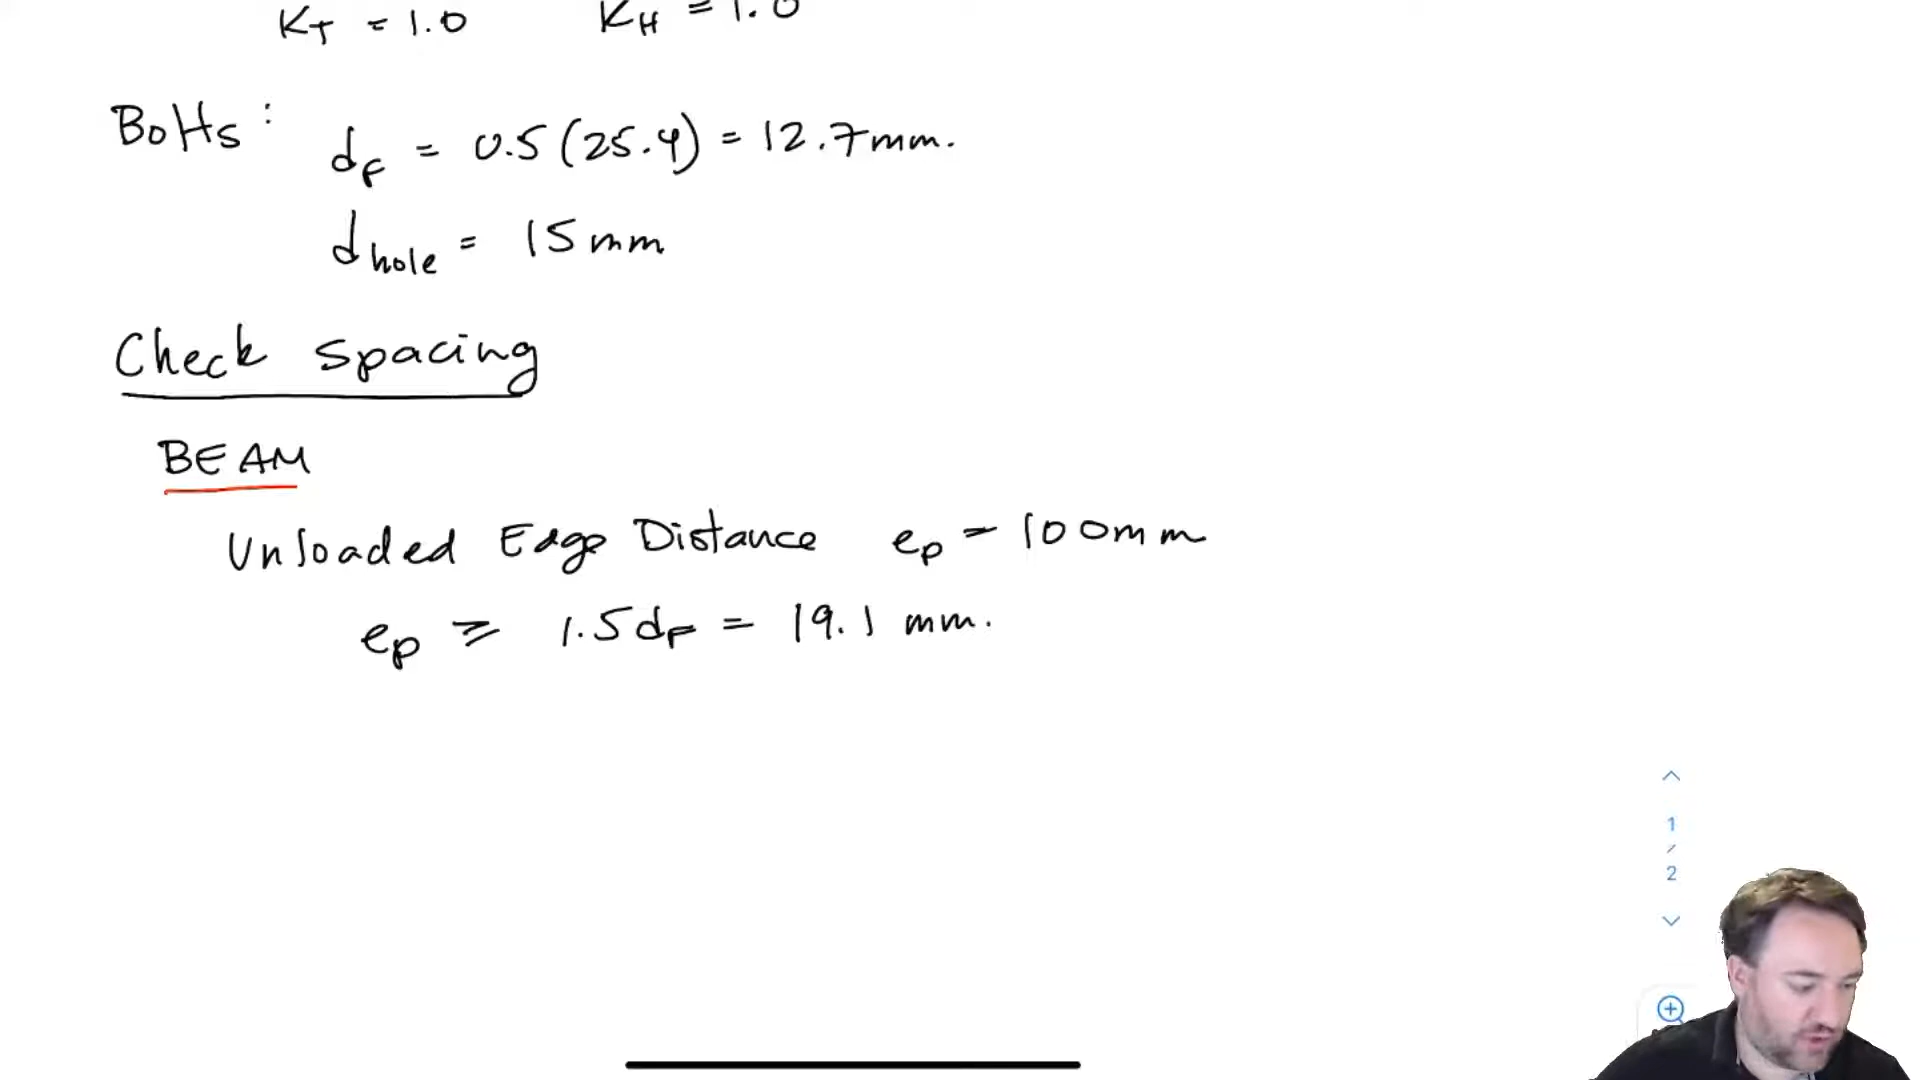 K_T = 1.0 K_H = 1.0
Bolts: d_F = 0.5 (25.4) = 12.7 mm.
d_hole = 15 mm
Check spacing
BEAM
Unloaded Edge Distance e_p = 100 mm
e_p ≥ 1.5 d_F = 19.1 mm.
1
/
2